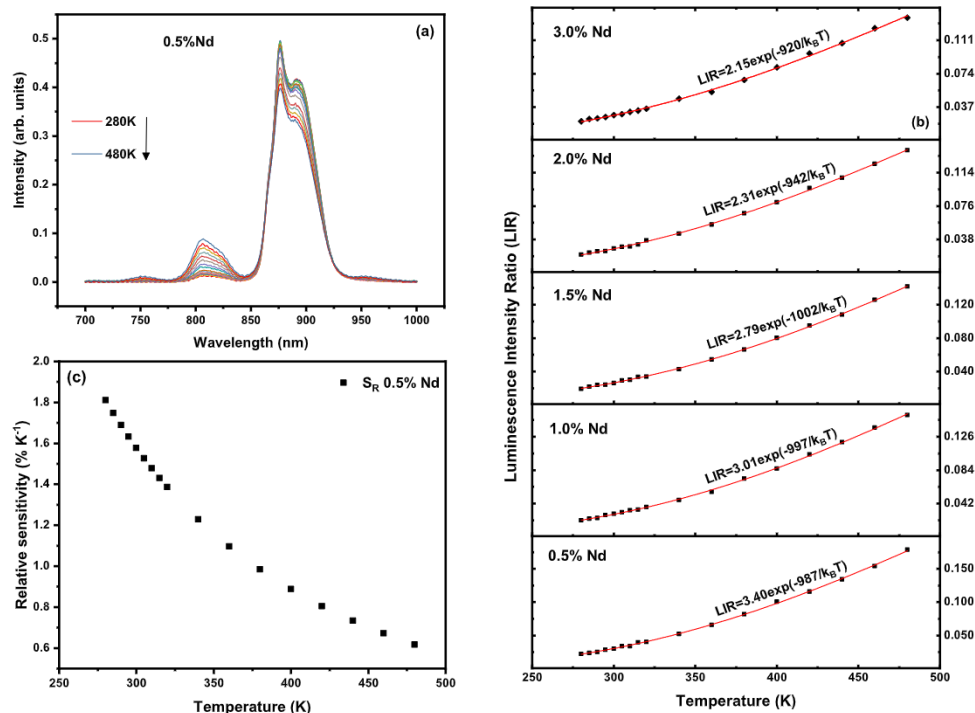 (a)
0.5%Nd
280K
480K
0.5
0.4
0.3
0.2
0.1
0.0
Intensity (arb. units)
700
750
800
850
900
950
1000
Wavelength (nm)
(c)
S_R 0.5% Nd
2.0
1.8
1.6
1.4
1.2
1.0
0.8
0.6
Relative sensitivity (% K⁻¹)
250
300
350
400
450
500
Temperature (K)
(b)
3.0% Nd
LIR=2.15exp(-920/k_BT)
0.111
0.074
0.037
2.0% Nd
LIR=2.31exp(-942/k_BT)
0.114
0.076
0.038
1.5% Nd
LIR=2.79exp(-1002/k_BT)
0.120
0.080
0.040
1.0% Nd
LIR=3.01exp(-997/k_BT)
0.126
0.084
0.042
0.5% Nd
LIR=3.40exp(-987/k_BT)
0.150
0.100
0.050
Luminescence Intensity Ratio (LIR)
250
300
350
400
450
500
Temperature (K)